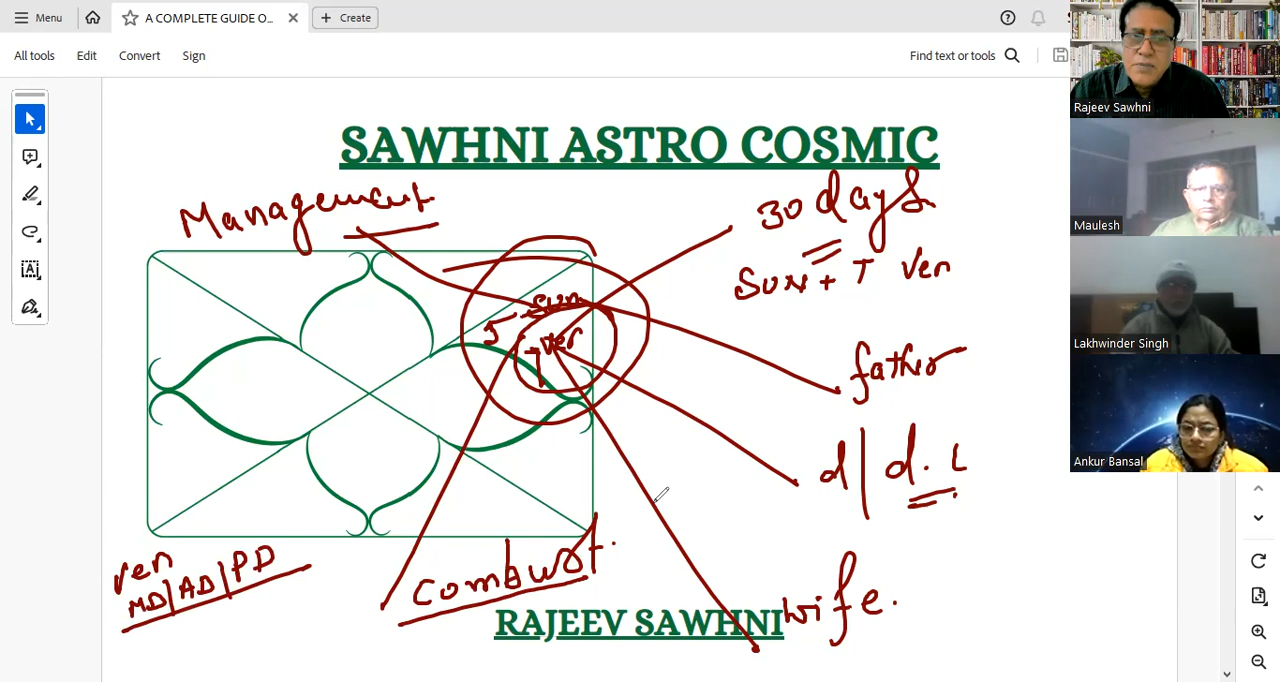 Menu
A COMPLETE GUIDE O...
Create
All tools
Edit
Convert
Sign
Find text or tools
SAWHNI ASTRO COSMIC
Management
30 days
Sun + T Ven
5
Sun
Ven
father
d | d. L
Ven
MD/AD/PD
Combust.
wife.
RAJEEV SAWHNI
Rajeev Sawhni
Maulesh
Lakhwinder Singh
Ankur Bansal